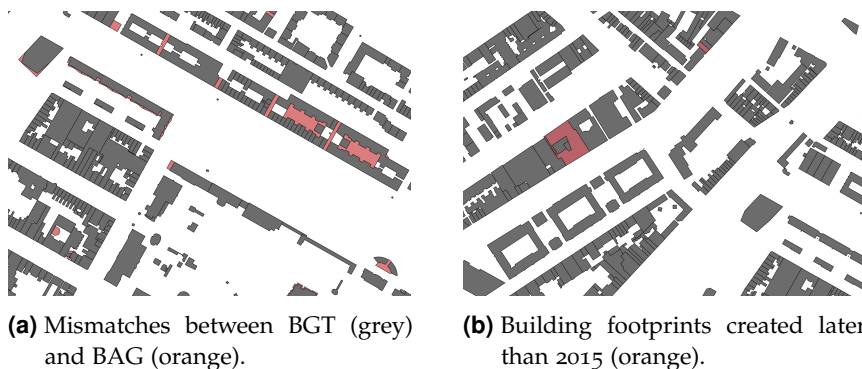 (a) Mismatches between BGT (grey)
and BAG (orange).
(b) Building footprints created later
than 2015 (orange).